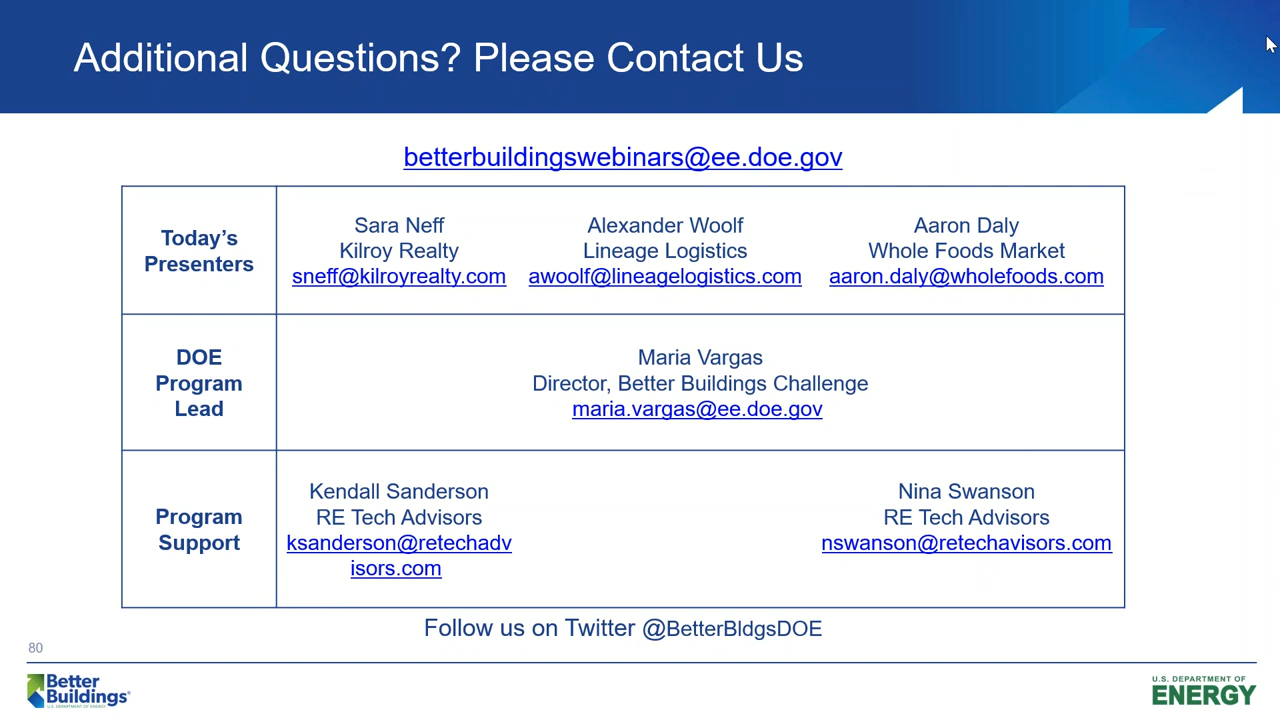 Additional Questions? Please Contact Us
betterbuildingswebinars@ee.doe.gov
Today’s
Presenters
Sara Neff
Kilroy Realty
sneff@kilroyrealty.com
Alexander Woolf
Lineage Logistics
awoolf@lineagelogistics.com
Aaron Daly
Whole Foods Market
aaron.daly@wholefoods.com
DOE
Program
Lead
Maria Vargas
Director, Better Buildings Challenge
maria.vargas@ee.doe.gov
Program
Support
Kendall Sanderson
RE Tech Advisors
ksanderson@retechadv
isors.com
Nina Swanson
RE Tech Advisors
nswanson@retechavisors.com
Follow us on Twitter @BetterBldgsDOE
80
Better
Buildings®
U.S. DEPARTMENT OF ENERGY
U.S. DEPARTMENT OF
ENERGY